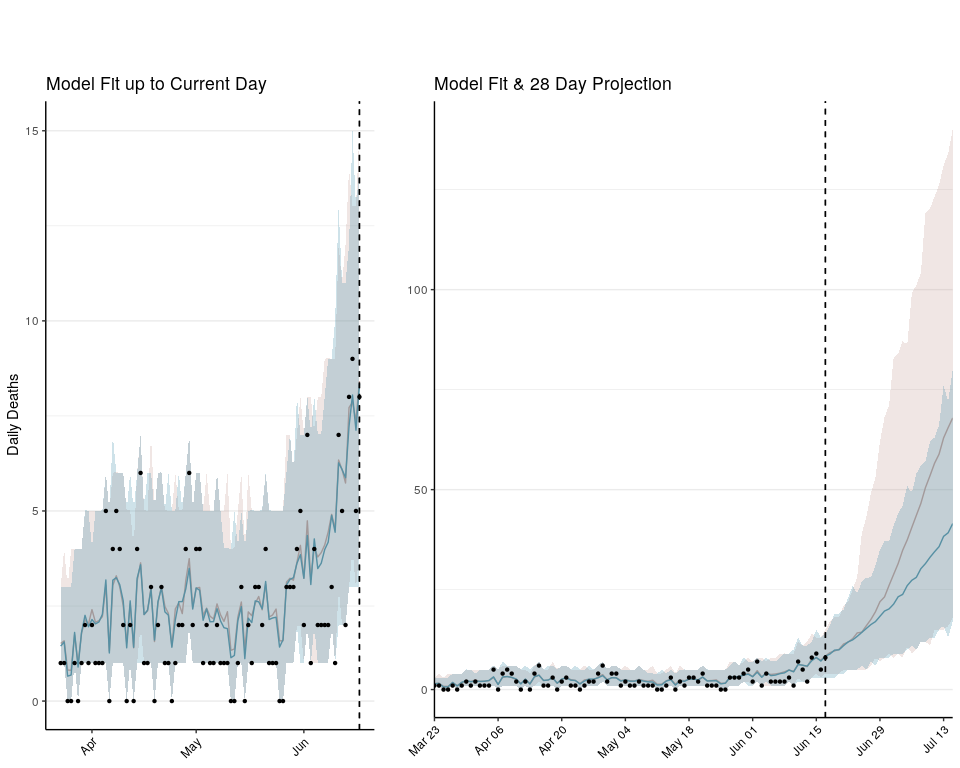 Model Fit up to Current Day
Daily Deaths
15
10
5
0
Apr
May
Jun
Model Fit & 28 Day Projection
100
50
0
Mar 23
Apr 06
Apr 20
May 04
May 18
Jun 01
Jun 15
Jun 29
Jul 13